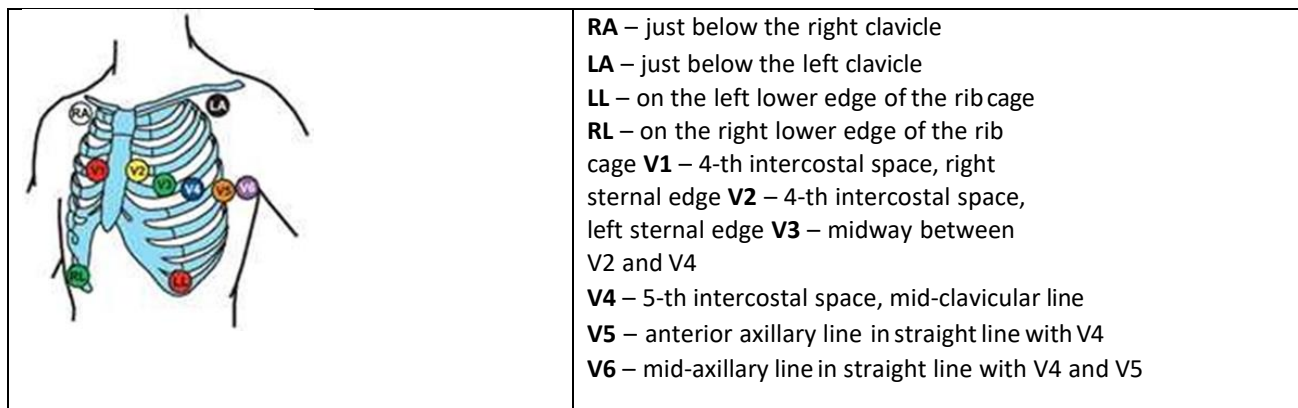 RA
LA
V1
V2
V3
V4
V5
V6
RL
LL
RA – just below the right clavicle
LA – just below the left clavicle
LL – on the left lower edge of the rib cage
RL – on the right lower edge of the rib
cage V1 – 4-th intercostal space, right
sternal edge V2 – 4-th intercostal space,
left sternal edge V3 – midway between
V2 and V4
V4 – 5-th intercostal space, mid-clavicular line
V5 – anterior axillary line in straight line with V4
V6 – mid-axillary line in straight line with V4 and V5